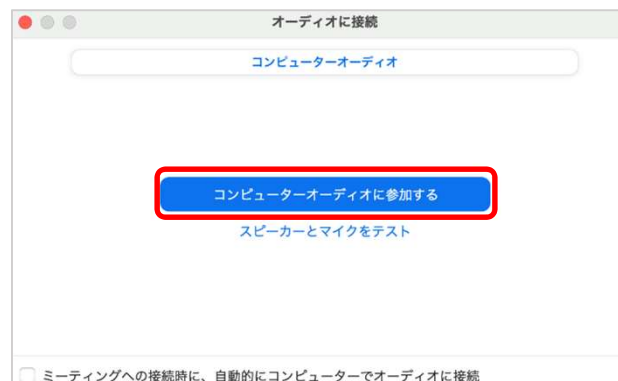 オーディオに接続
コンピューターオーディオ
コンピューターオーディオに参加する
スピーカーとマイクをテスト
ミーティングへの接続時に、自動的にコンピューターでオーディオに接続